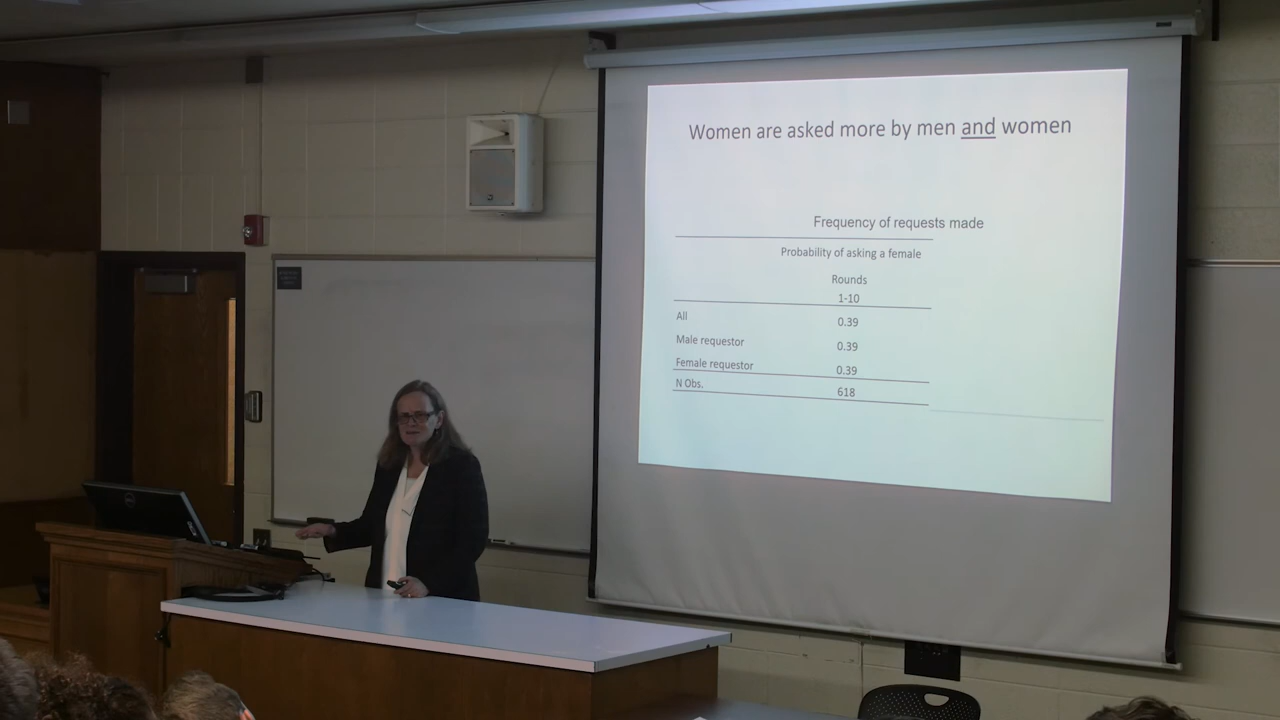 Women are asked more by men and women
Frequency of requests made
Probability of asking a female
Rounds
1-10
All 0.39
Male requestor 0.39
Female requestor 0.39
N Obs. 618
DELL